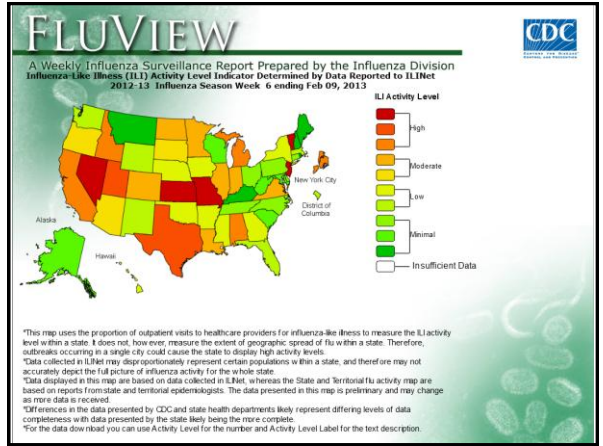 FLUVIEW
CDC
CENTERS FOR DISEASE
CONTROL AND PREVENTION
A Weekly Influenza Surveillance Report Prepared by the Influenza Division
Influenza-Like Illness (ILI) Activity Level Indicator Determined by Data Reported to ILINet
2012-13 Influenza Season Week 6 ending Feb 09, 2013
ILI Activity Level
High
Moderate
Low
Minimal
Insufficient Data
New York City
District of
Columbia
Alaska
Hawaii
*This map uses the proportion of outpatient visits to healthcare providers for influenza-like illness to measure the ILI activity
level within a state. It does not, how ever, measure the extent of geographic spread of flu within a state. Therefore,
outbreaks occurring in a single city could cause the state to display high activity levels.
*Data collected in ILINet may disproportionately represent certain populations within a state, and therefore may not
accurately depict the full picture of influenza activity for the whole state.
*Data displayed in this map are based on data collected in ILINet, whereas the State and Territorial flu activity map are
based on reports from state and territorial epidemiologists. The data presented in this map is preliminary and may change
as more data is received.
*Differences in the data presented by CDC and state health departments likely represent differing levels of data
completeness with data presented by the state likely being the more complete.
*For the data dow nload you can use Activity Level for the number and Activity Level Label for the text description.